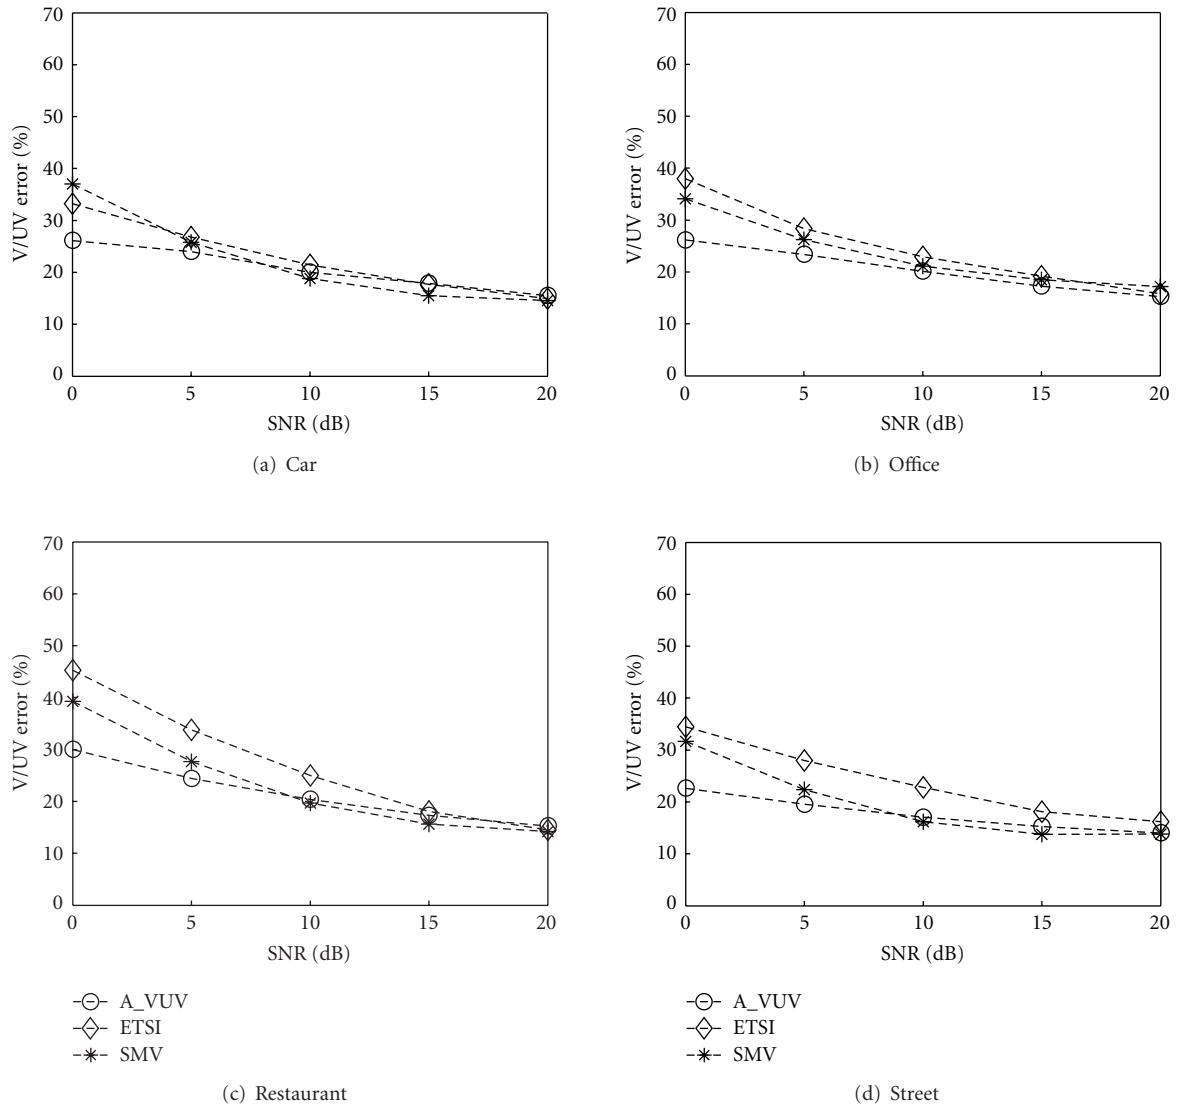 70
60
50
40
30
20
10
0
V/UV error (%)
0 5 10 15 20
SNR (dB)
(a) Car
70
60
50
40
30
20
10
0
V/UV error (%)
0 5 10 15 20
SNR (dB)
(b) Office
70
60
50
40
30
20
10
0
V/UV error (%)
0 5 10 15 20
SNR (dB)
A_VUV
ETSI
SMV
(c) Restaurant
70
60
50
40
30
20
10
0
V/UV error (%)
0 5 10 15 20
SNR (dB)
A_VUV
ETSI
SMV
(d) Street